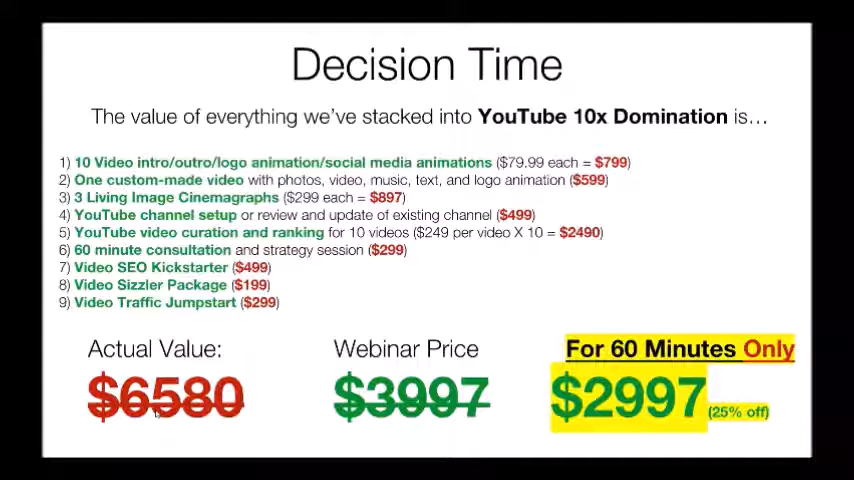 Decision Time
The value of everything we've stacked into YouTube 10x Domination is...
1) 10 Video intro/outro/logo animation/social media animations ($79.99 each = $799)
2) One custom-made video with photos, video, music, text, and logo animation ($599)
3) 3 Living Image Cinemagraphs ($299 each = $897)
4) YouTube channel setup or review and update of existing channel ($499)
5) YouTube video curation and ranking for 10 videos ($249 per video X 10 = $2490)
6) 60 minute consultation and strategy session ($299)
7) Video SEO Kickstarter ($499)
8) Video Sizzler Package ($199)
9) Video Traffic Jumpstart ($299)
Actual Value: Webinar Price For 60 Minutes Only
$6580 $3997 $2997 (25% off)